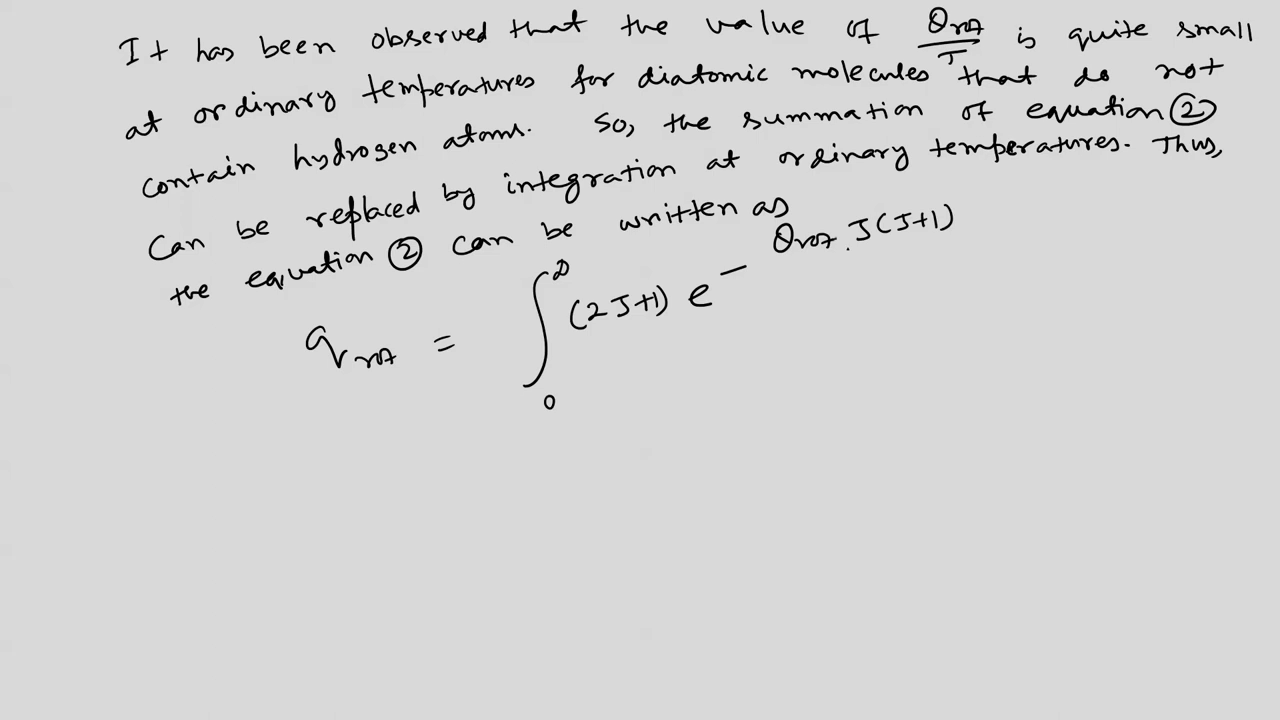 It has been observed that the value of θrot/T is quite small
at ordinary temperatures for diatomic molecules that do not
contain hydrogen atoms. So, the summation of equation ②
Can be replaced by integration at ordinary temperatures. Thus,
the equation ② can be written as
qrot = ∫₀^∞ (2J+1) e^– θrot . J(J+1)